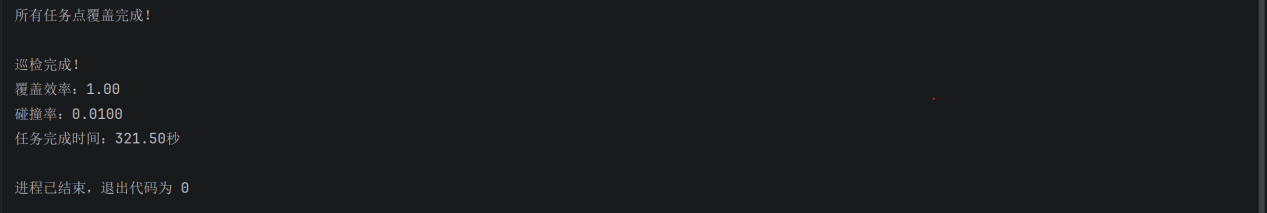 所有任务点覆盖完成！
巡检完成！
覆盖效率：1.00
碰撞率：0.0100
任务完成时间：321.50秒
进程已结束，退出代码为 0